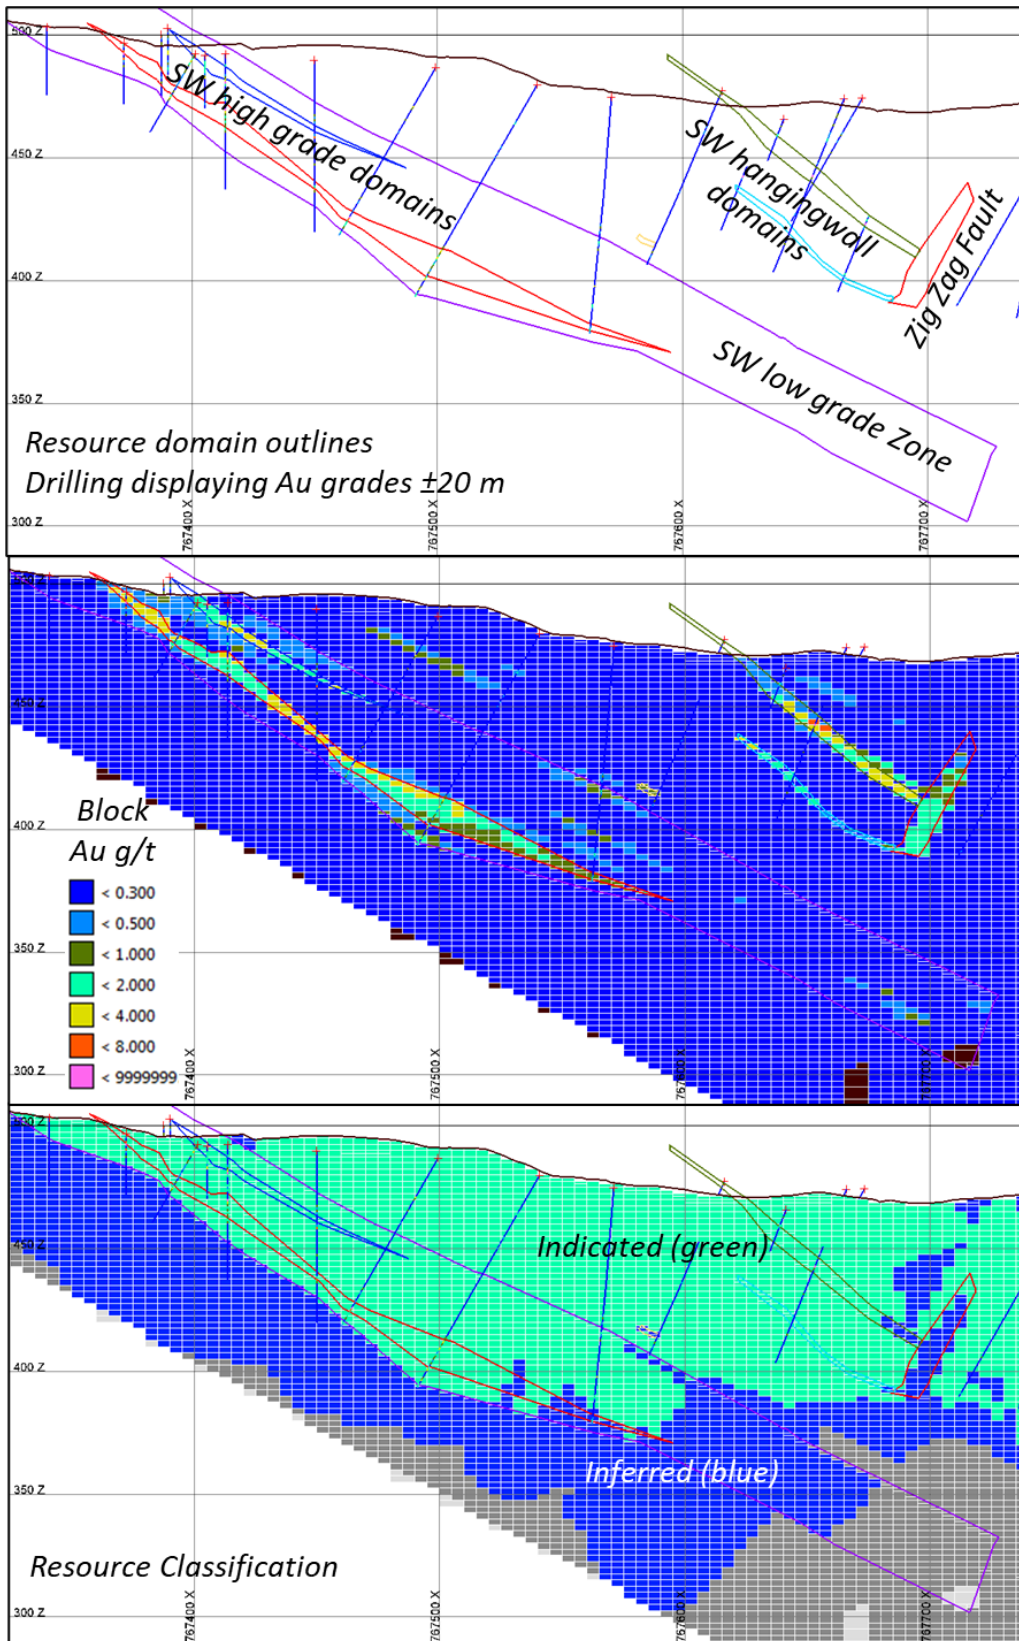 500 Z
SW high grade domains
SW hangingwall
domains
450 Z
Zig Zag Fault
400 Z
SW low grade Zone
350 Z
Resource domain outlines
Drilling displaying Au grades ±20 m
300 Z
767400 X
767500 X
767600 X
767700 X
450 Z
Block
Au g/t
400 Z
< 0.300
< 0.500
< 1.000
350 Z
< 2.000
< 4.000
< 8.000
< 9999999
300 Z
767400 X
767500 X
767600 X
767700 X
450 Z
Indicated (green)
400 Z
Inferred (blue)
350 Z
Resource Classification
300 Z
767400 X
767500 X
767600 X
767700 X